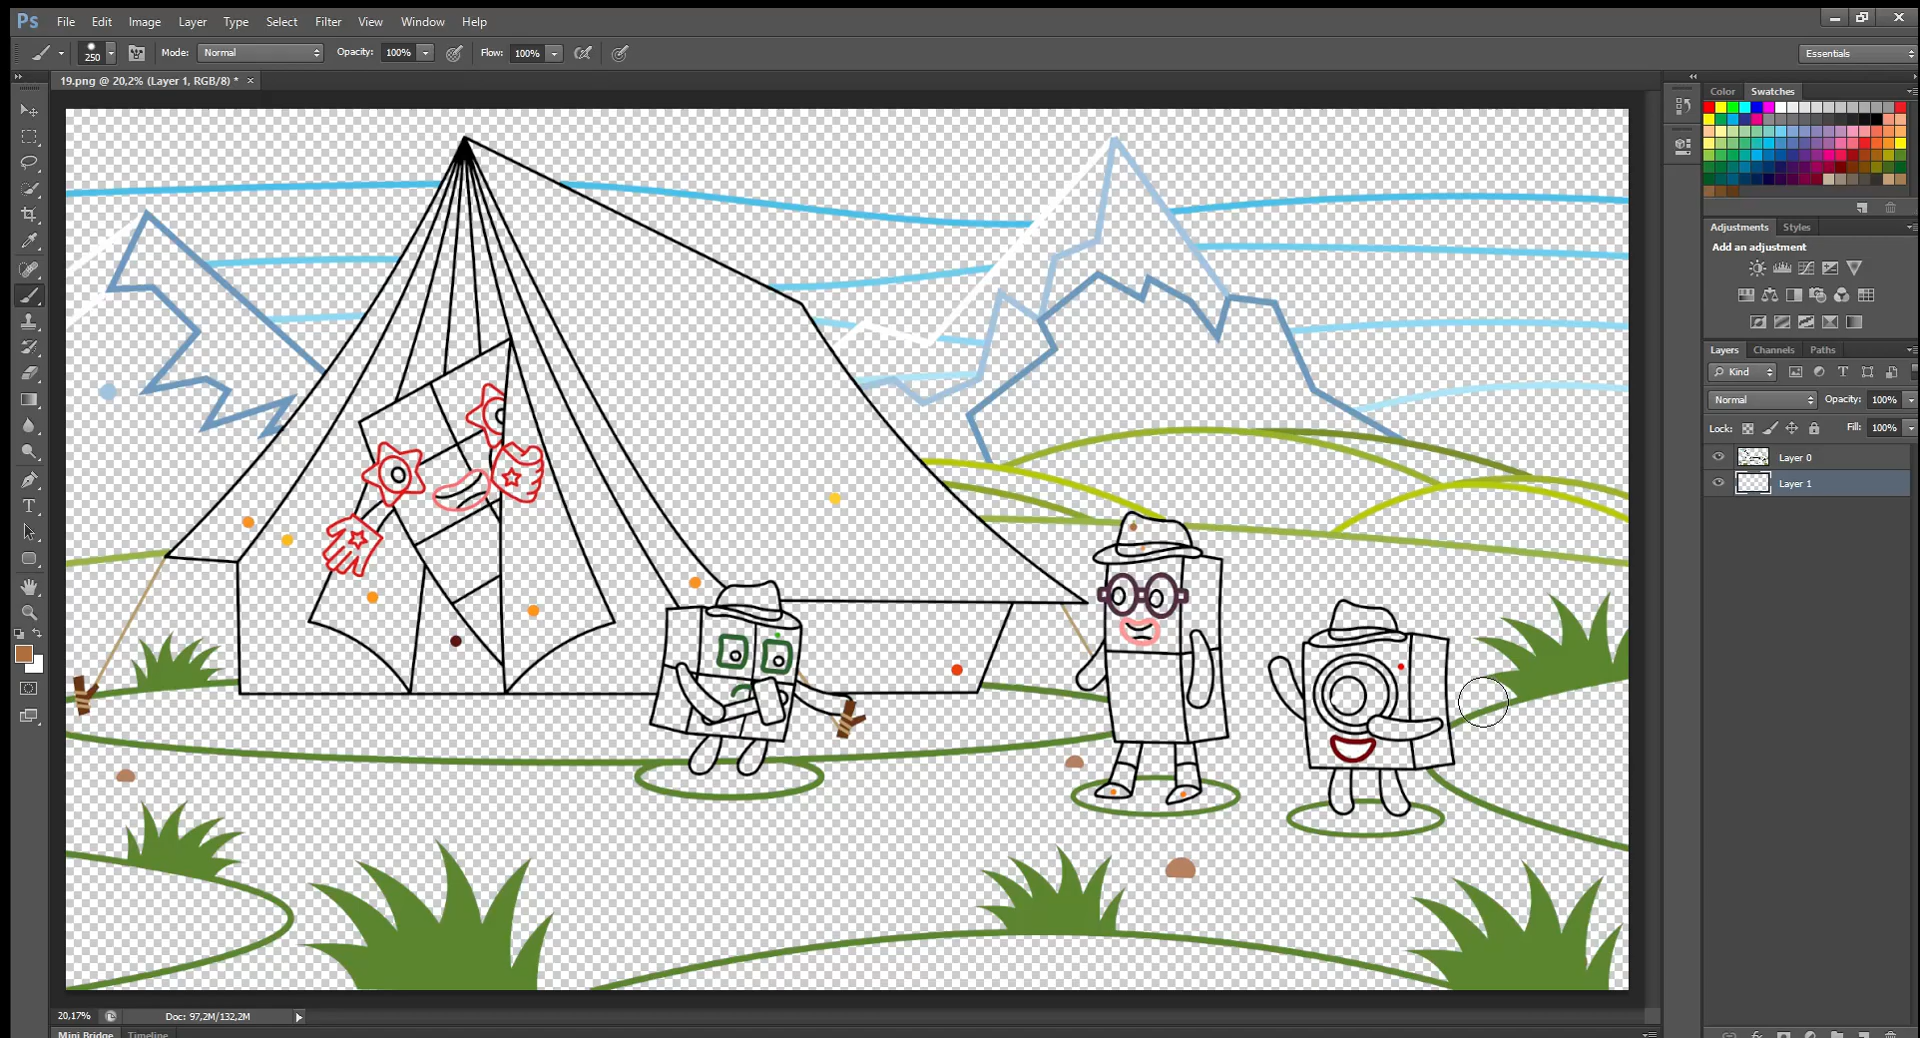 Ps File Edit Image Layer Type Select Filter View Window Help
250 Mode: Normal Opacity: 100% Flow: 100% Essentials
19.png @ 20,2% (Layer 1, RGB/8) * ×
Color Swatches
Adjustments Styles
Add an adjustment
Layers Channels Paths
Kind
Normal Opacity: 100%
Lock: Fill: 100%
Layer 0
Layer 1
20,17% Doc: 97,2M/132,2M
Mini Bridge Timeline